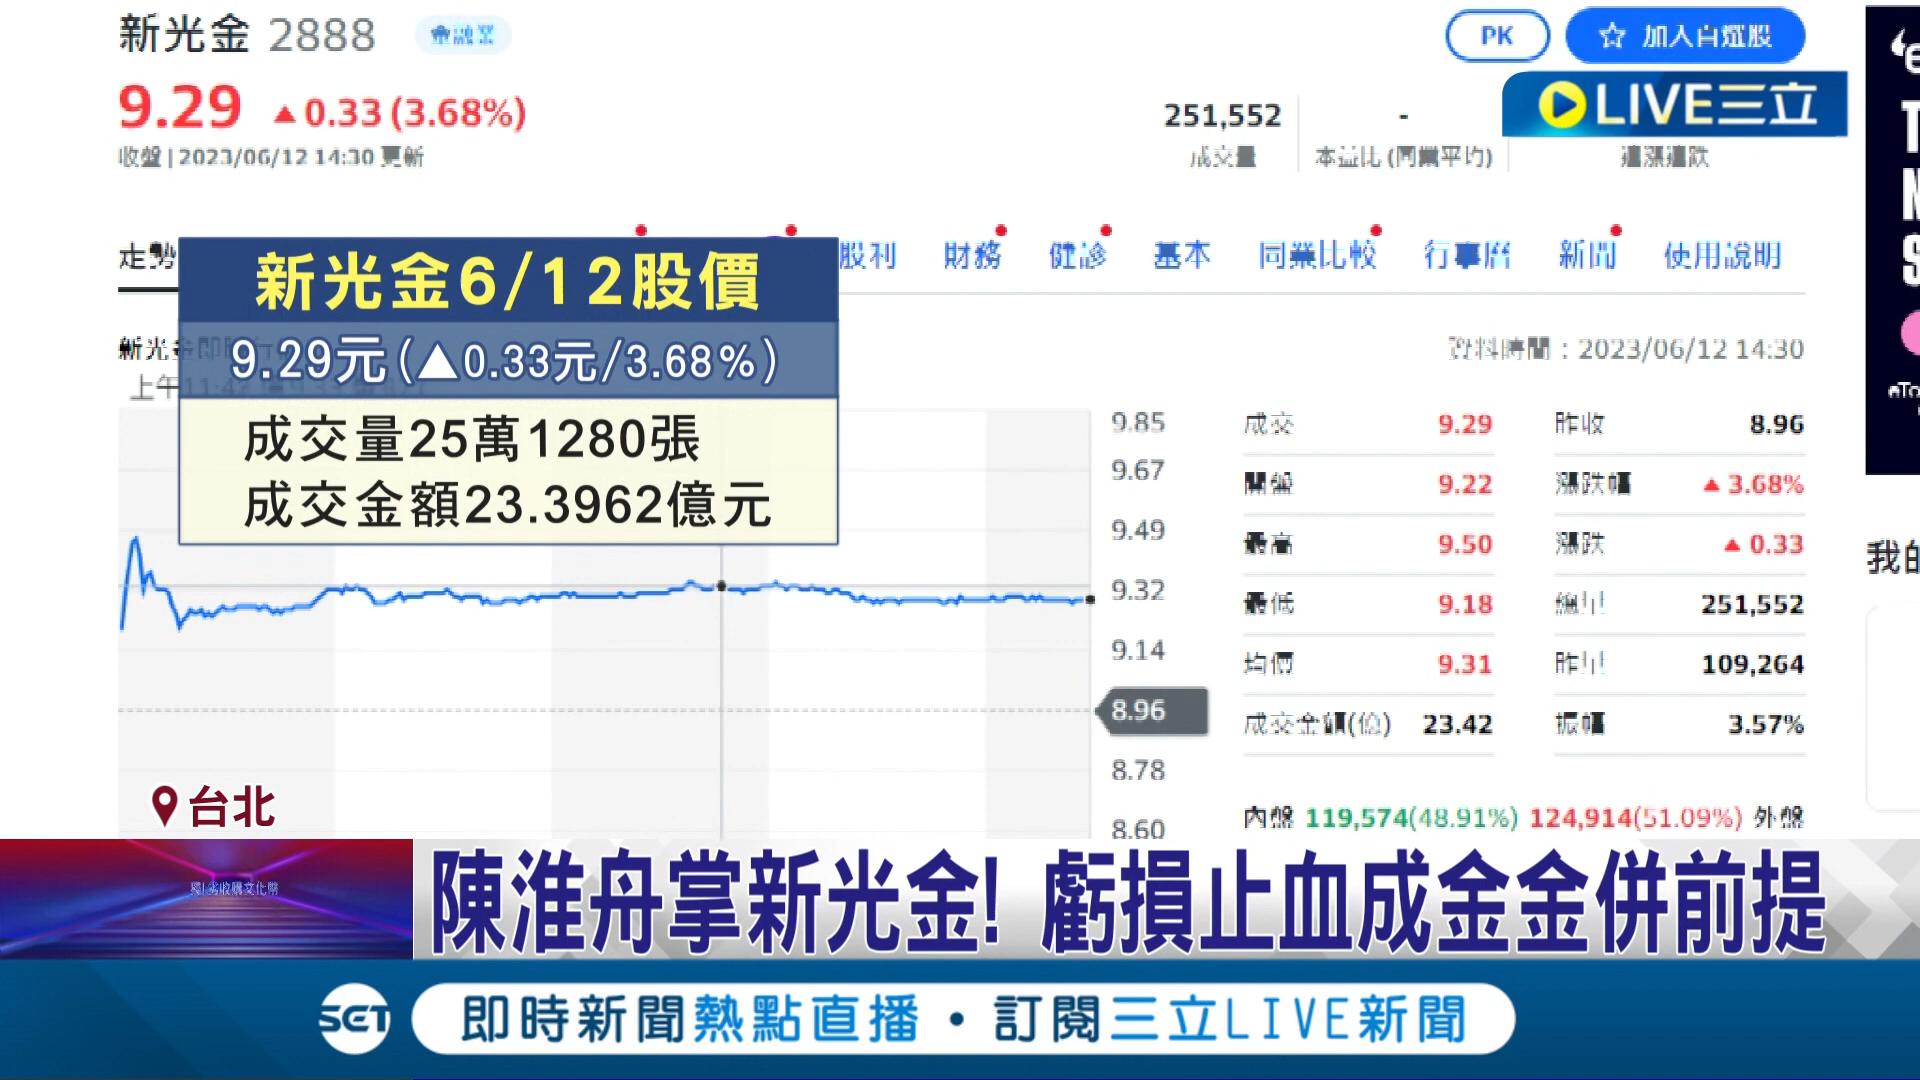 新光金 2888
金融業
PK
☆ 加入自選股
9.29 ▲0.33 (3.68%)
收盤 | 2023/06/12 14:30 更新
251,552
成交量
-
本益比 (同業平均)
LIVE三立
走勢
股利
財務
健診
基本
同業比較
行事曆
新聞
使用說明
新光金6/12股價
9.29元(▲0.33元/3.68%)
成交量25萬1280張
成交金額23.3962億元
資料時間：2023/06/12 14:30
9.85
9.67
9.49
9.32
9.14
8.96
8.78
8.60
成交 9.29 昨收 8.96
開盤 9.22 漲跌幅 ▲3.68%
最高 9.50 漲跌 ▲0.33
最低 9.18 總量 251,552
均價 9.31 昨量 109,264
成交金額(億) 23.42 振幅 3.57%
內盤 119,574(48.91%) 124,914(51.09%) 外盤
我的
台北
陳淮舟掌新光金! 虧損止血成金金併前提
SET
即時新聞熱點直播・訂閱三立LIVE新聞